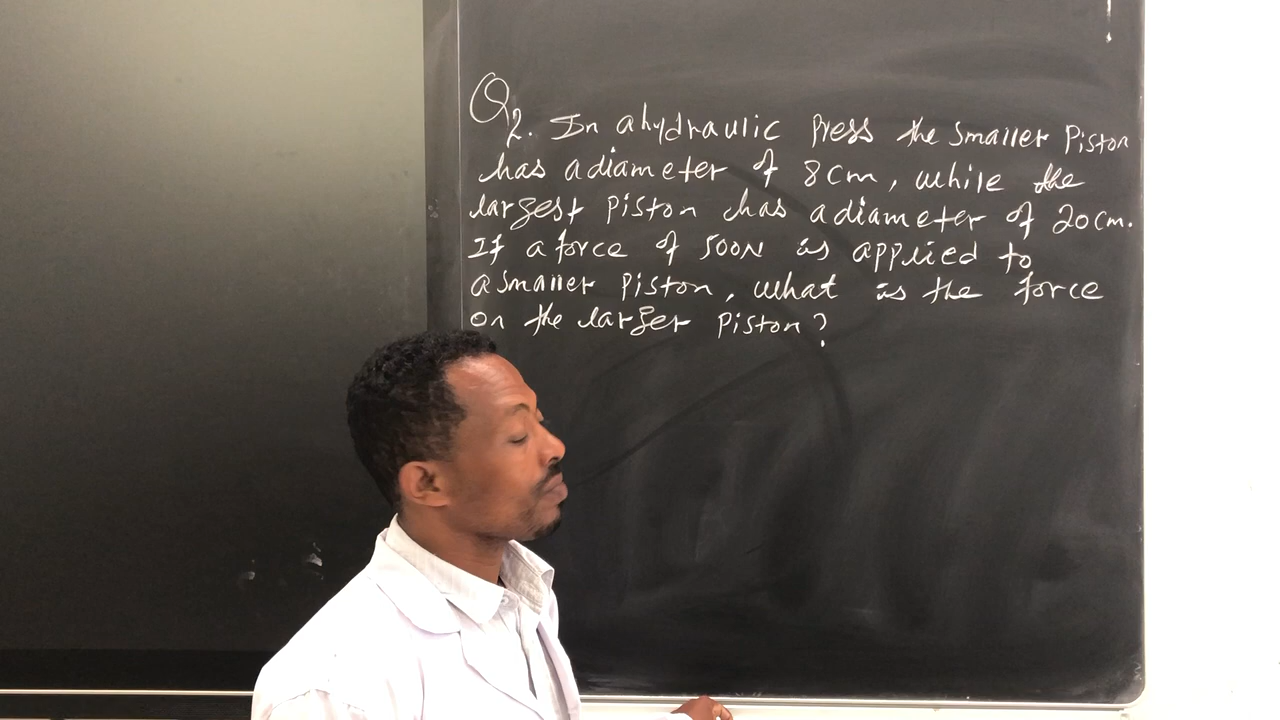 Q2. In a hydraulic press the smaller piston
has a diameter of 8cm, while the
largest piston has a diameter of 20cm.
If a force of 500N is applied to
a smaller piston, what is the force
on the larger piston?